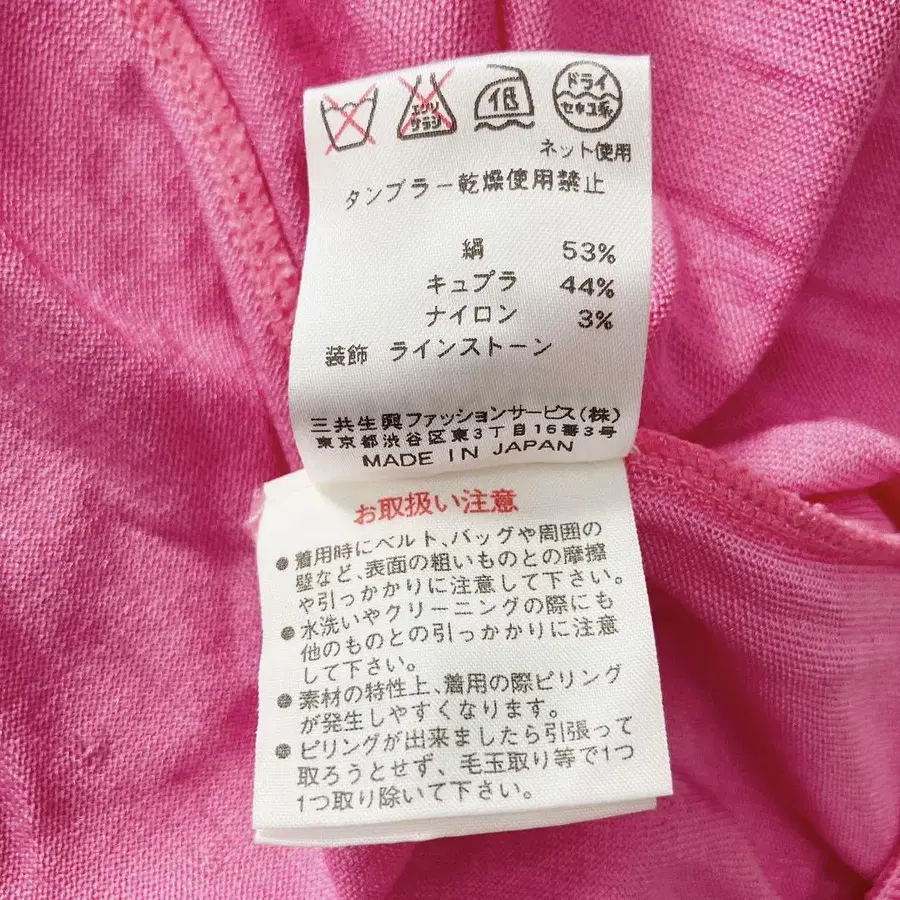 エンソ
サラシ
低
ドライ
セキユ系
ネット使用
タンブラー乾燥使用禁止
絹 53%
キュプラ 44%
ナイロン 3%
装飾 ラインストーン
三共生興ファッションサービス(株)
東京都渋谷区東3丁目16番3号
MADE IN JAPAN
お取扱い注意
●着用時にベルト、バッグや周囲の
壁など、表面の粗いものとの摩擦
や引っかかりに注意して下さい。
●水洗いやクリーニングの際にも
他のものとの引っかかりに注意
して下さい。
●素材の特性上、着用の際ピリング
が発生しやすくなります。
●ピリングが出来ましたら引張って
取ろうとせず、毛玉取り等で1つ
1つ取り除いて下さい。